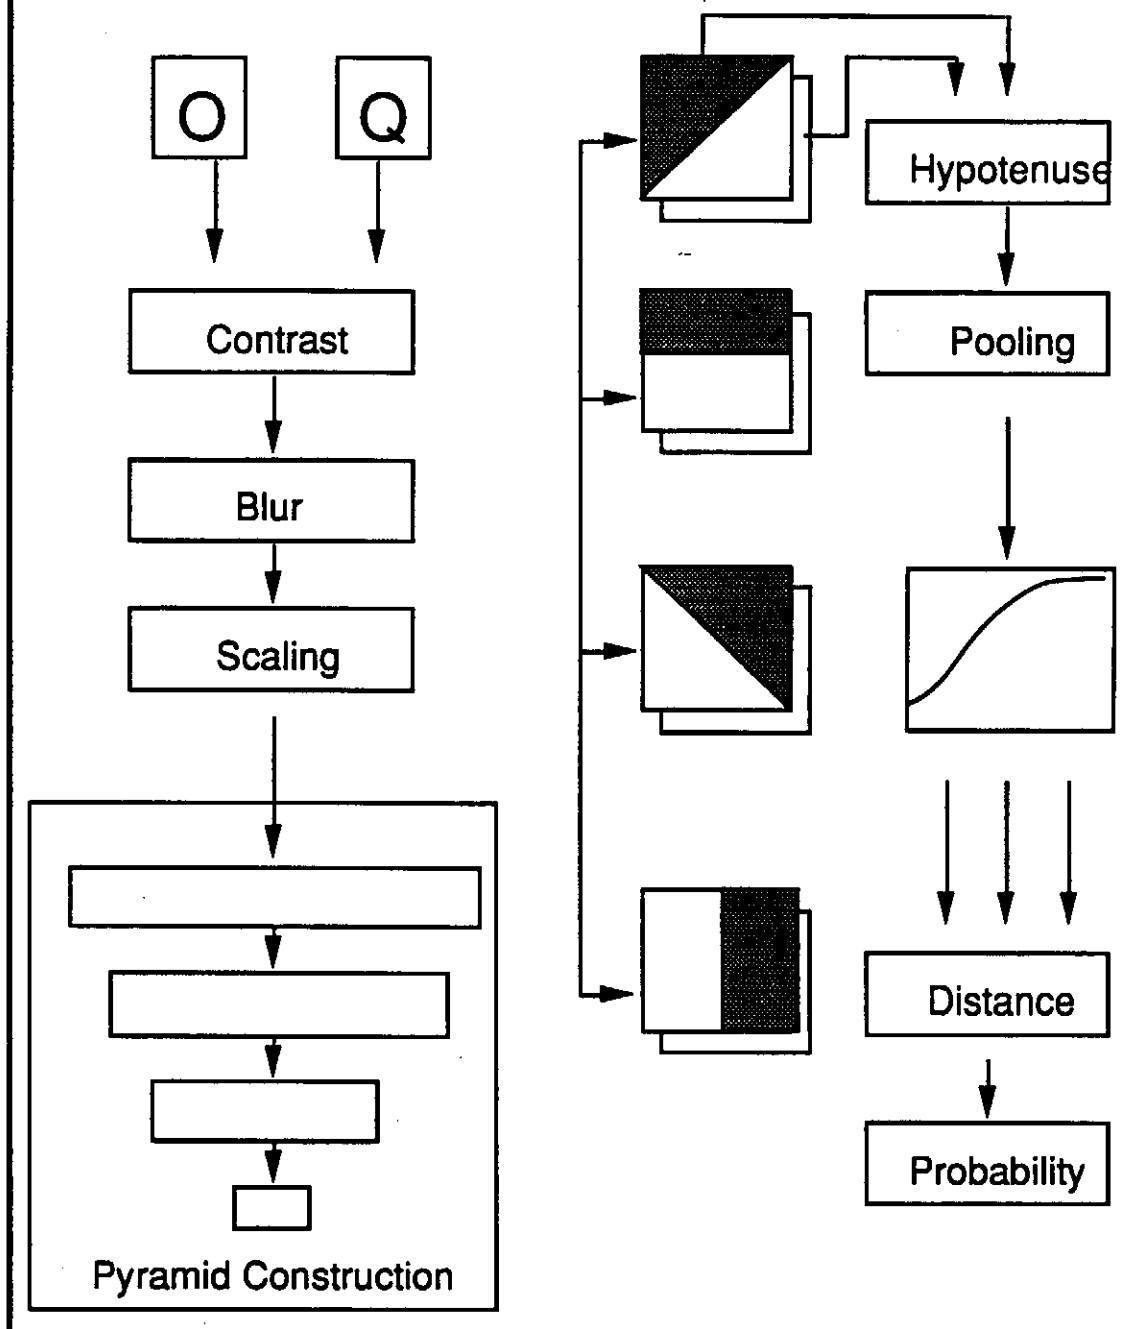 O
Q
Contrast
Blur
Scaling
Pyramid Construction
Hypotenuse
Pooling
Distance
Probability